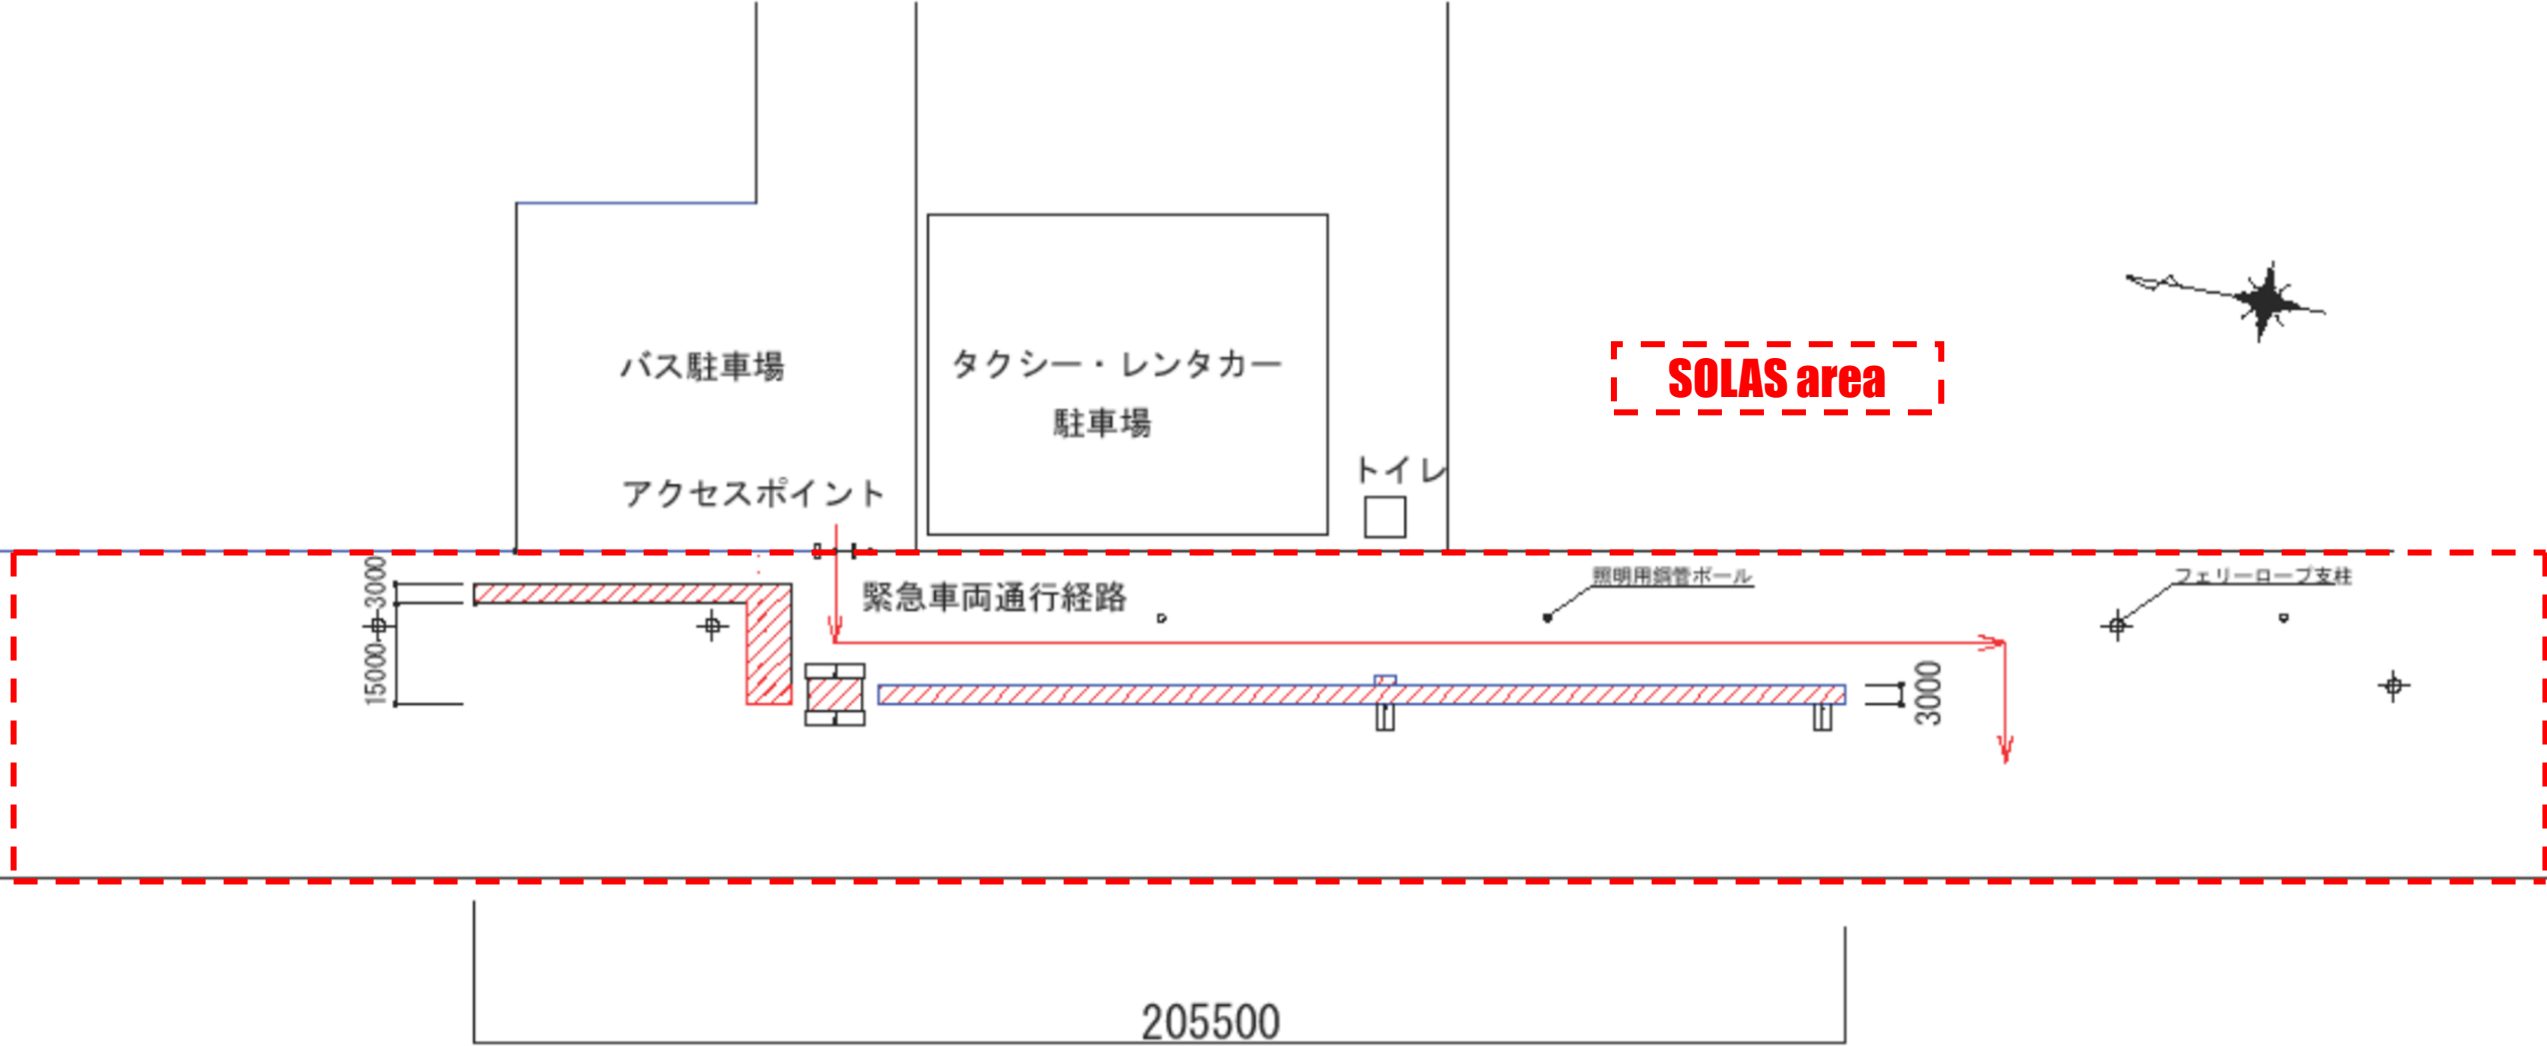 バス駐車場
タクシー・レンタカー
駐車場
SOLAS area
トイレ
アクセスポイント
3000
緊急車両通行経路
照明用鋼管ポール
フェリーロープ支柱
15000
3000
205500